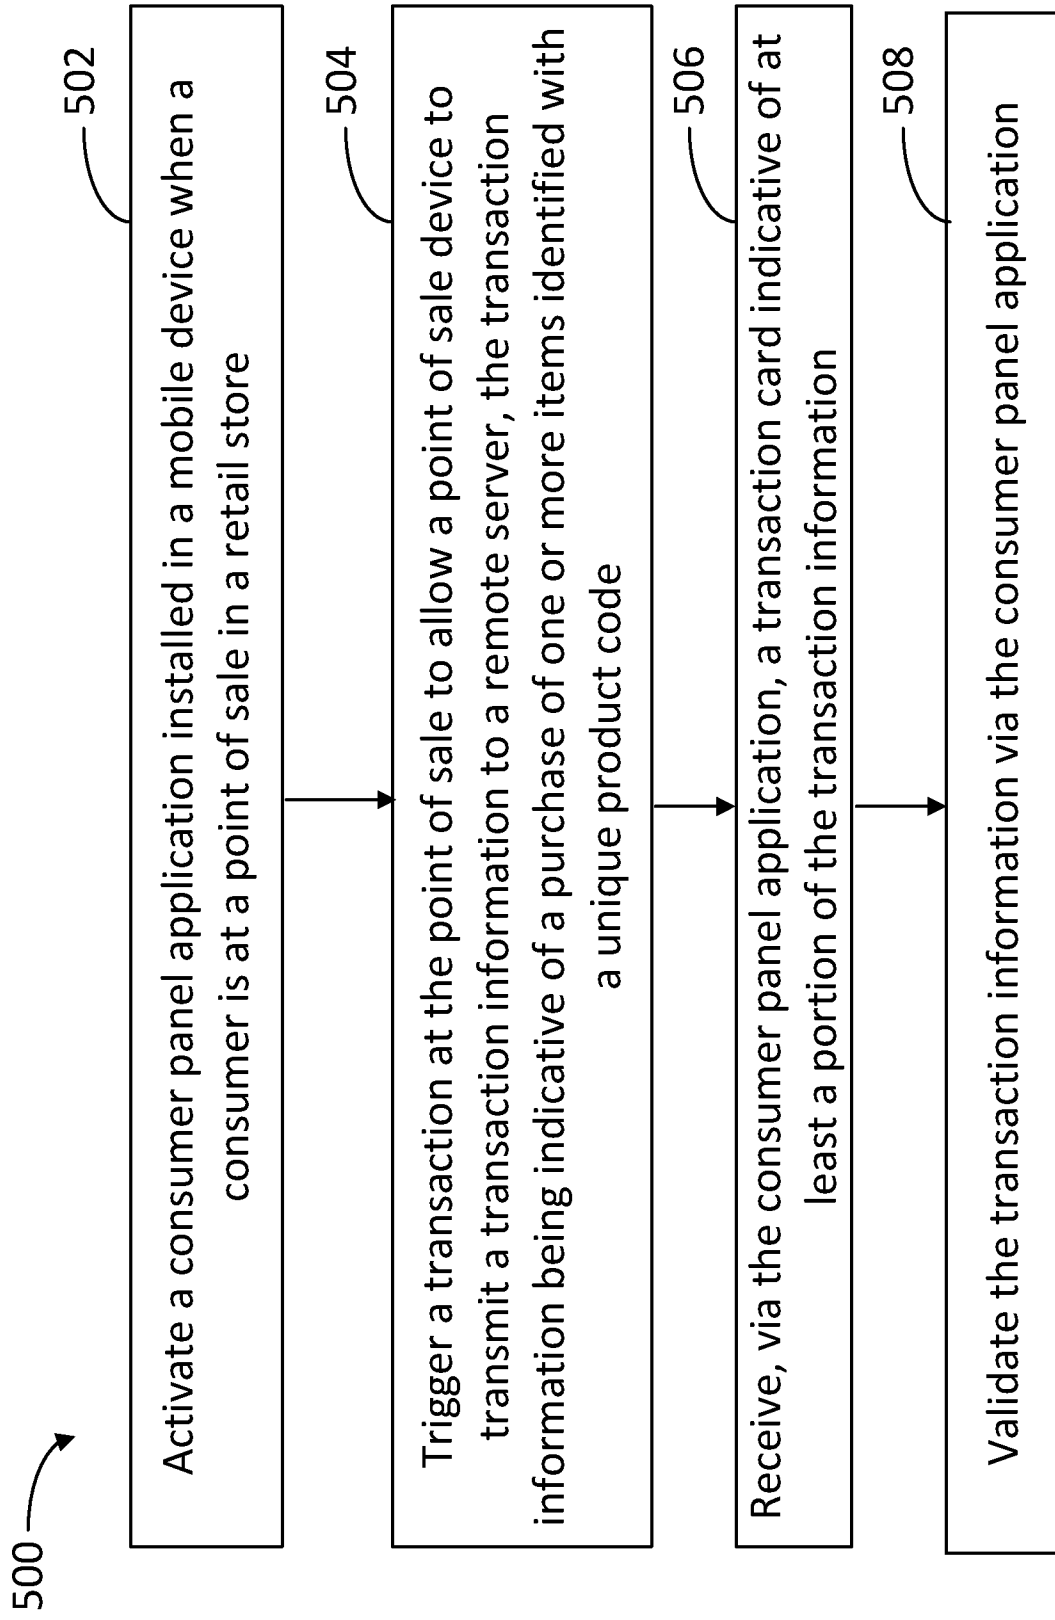 500
502
Activate a consumer panel application installed in a mobile device when a
consumer is at a point of sale in a retail store
504
Trigger a transaction at the point of sale to allow a point of sale device to
transmit a transaction information to a remote server, the transaction
information being indicative of a purchase of one or more items identified with
a unique product code
506
Receive, via the consumer panel application, a transaction card indicative of at
least a portion of the transaction information
508
Validate the transaction information via the consumer panel application